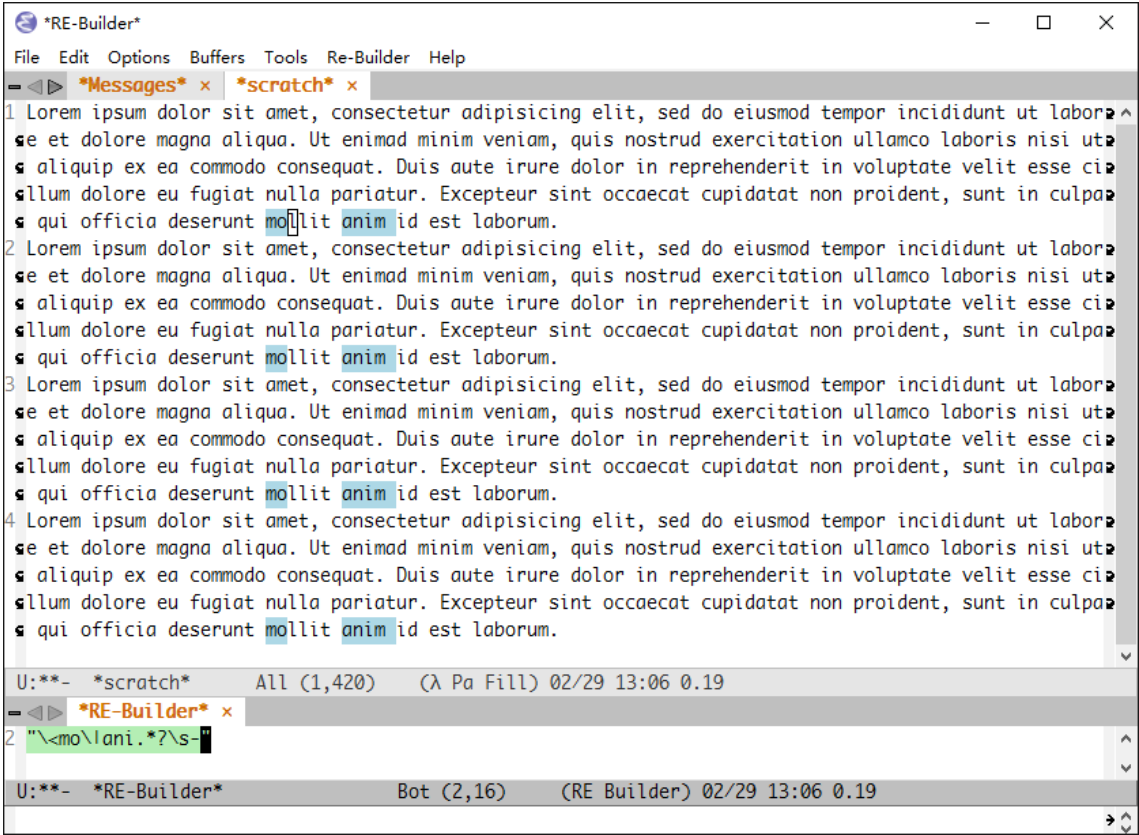 *RE-Builder*
File Edit Options Buffers Tools Re-Builder Help
*Messages* × *scratch* ×
1 Lorem ipsum dolor sit amet, consectetur adipisicing elit, sed do eiusmod tempor incididunt ut labor
e et dolore magna aliqua. Ut enimad minim veniam, quis nostrud exercitation ullamco laboris nisi ut
aliquip ex ea commodo consequat. Duis aute irure dolor in reprehenderit in voluptate velit esse ci
llum dolore eu fugiat nulla pariatur. Excepteur sint occaecat cupidatat non proident, sunt in culpa
qui officia deserunt mollit anim id est laborum.
2 Lorem ipsum dolor sit amet, consectetur adipisicing elit, sed do eiusmod tempor incididunt ut labor
e et dolore magna aliqua. Ut enimad minim veniam, quis nostrud exercitation ullamco laboris nisi ut
aliquip ex ea commodo consequat. Duis aute irure dolor in reprehenderit in voluptate velit esse ci
llum dolore eu fugiat nulla pariatur. Excepteur sint occaecat cupidatat non proident, sunt in culpa
qui officia deserunt mollit anim id est laborum.
3 Lorem ipsum dolor sit amet, consectetur adipisicing elit, sed do eiusmod tempor incididunt ut labor
e et dolore magna aliqua. Ut enimad minim veniam, quis nostrud exercitation ullamco laboris nisi ut
aliquip ex ea commodo consequat. Duis aute irure dolor in reprehenderit in voluptate velit esse ci
llum dolore eu fugiat nulla pariatur. Excepteur sint occaecat cupidatat non proident, sunt in culpa
qui officia deserunt mollit anim id est laborum.
4 Lorem ipsum dolor sit amet, consectetur adipisicing elit, sed do eiusmod tempor incididunt ut labor
e et dolore magna aliqua. Ut enimad minim veniam, quis nostrud exercitation ullamco laboris nisi ut
aliquip ex ea commodo consequat. Duis aute irure dolor in reprehenderit in voluptate velit esse ci
llum dolore eu fugiat nulla pariatur. Excepteur sint occaecat cupidatat non proident, sunt in culpa
qui officia deserunt mollit anim id est laborum.
U:**- *scratch* All (1,420) (λ Pa Fill) 02/29 13:06 0.19
*RE-Builder* ×
2 "\<mo\|ani.*?\s-"
U:**- *RE-Builder* Bot (2,16) (RE Builder) 02/29 13:06 0.19